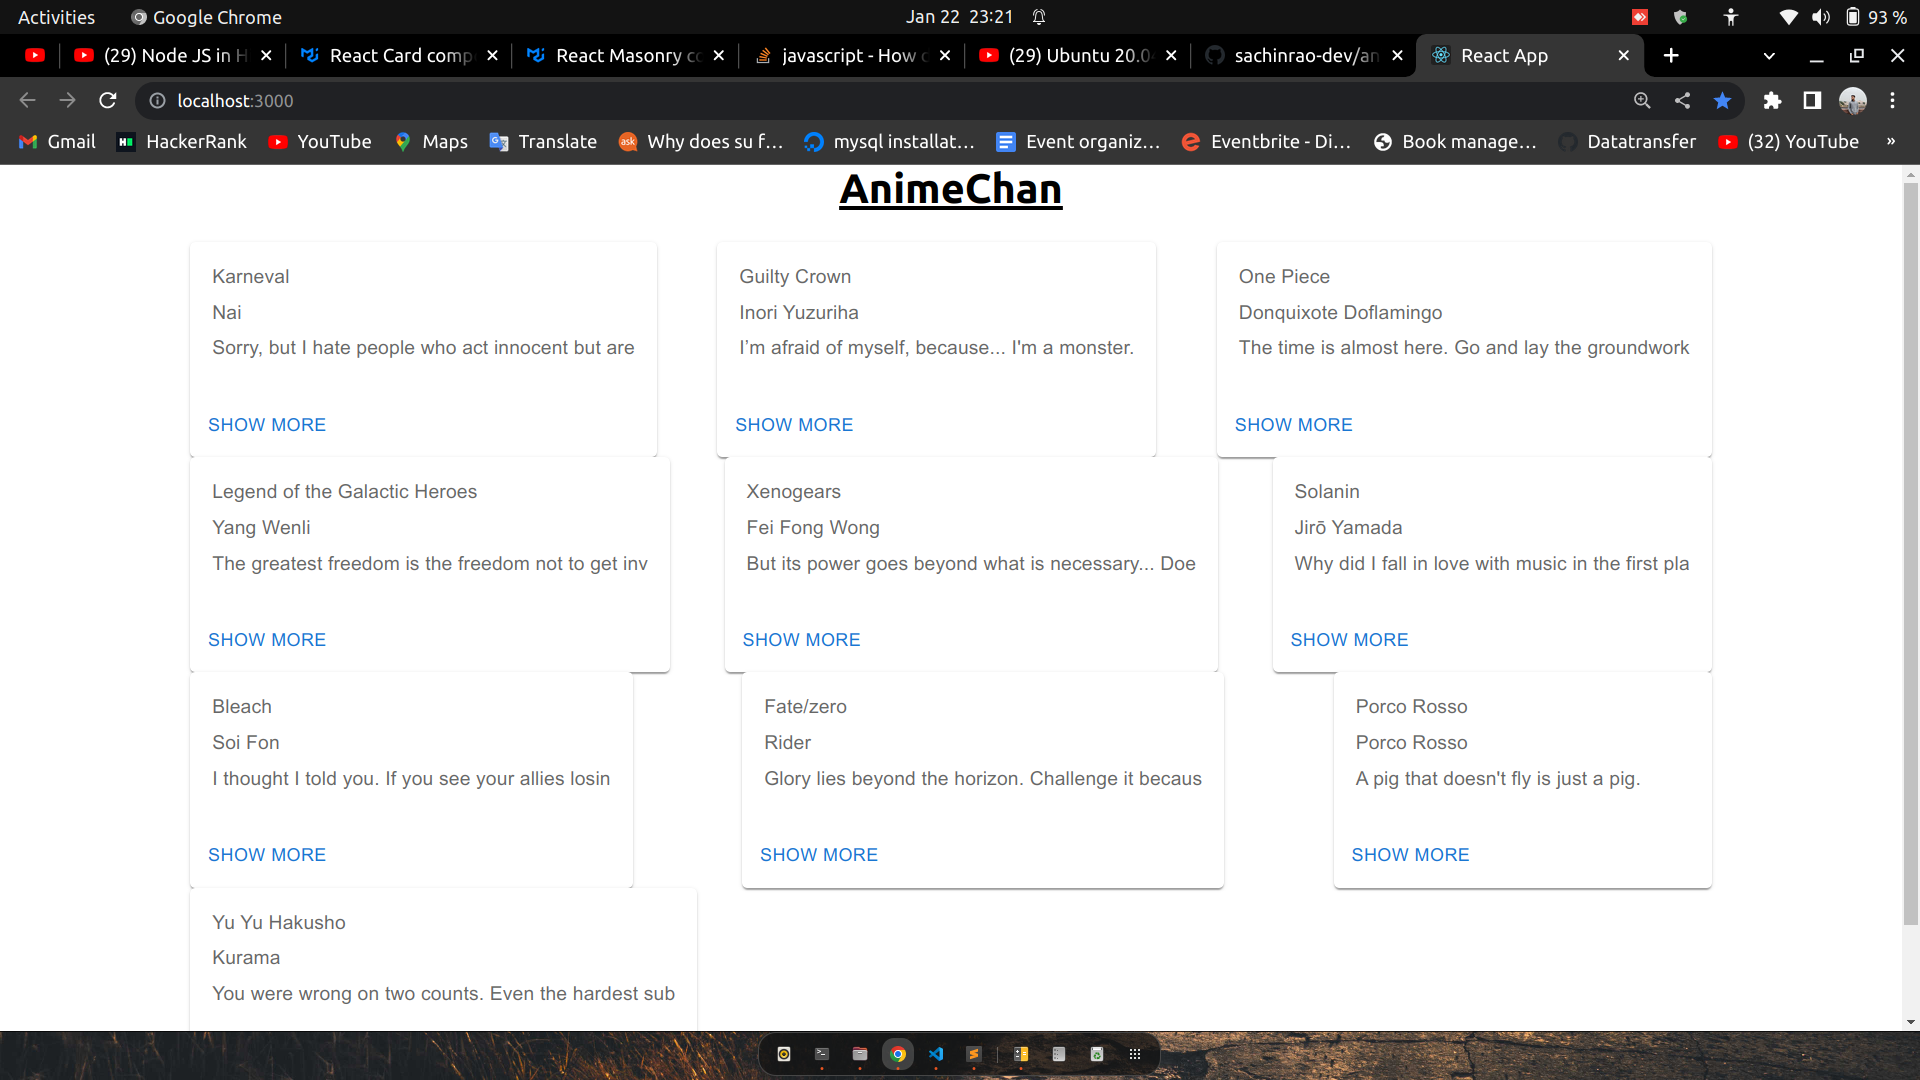 Activities
Google Chrome
Jan 22 23:21
93 %
(29) Node JS in H
React Card comp
React Masonry co
javascript - How
(29) Ubuntu 20.0
sachinrao-dev/an
React App
localhost:3000
Gmail
HackerRank
YouTube
Maps
Translate
Why does su f…
mysql installat…
Event organiz…
Eventbrite - Di…
Book manage…
Datatransfer
(32) YouTube
»
AnimeChan
Karneval
Nai
Sorry, but I hate people who act innocent but are
SHOW MORE
Guilty Crown
Inori Yuzuriha
I’m afraid of myself, because... I'm a monster.
SHOW MORE
One Piece
Donquixote Doflamingo
The time is almost here. Go and lay the groundwork
SHOW MORE
Legend of the Galactic Heroes
Yang Wenli
The greatest freedom is the freedom not to get inv
SHOW MORE
Xenogears
Fei Fong Wong
But its power goes beyond what is necessary... Doe
SHOW MORE
Solanin
Jirō Yamada
Why did I fall in love with music in the first pla
SHOW MORE
Bleach
Soi Fon
I thought I told you. If you see your allies losin
SHOW MORE
Fate/zero
Rider
Glory lies beyond the horizon. Challenge it becaus
SHOW MORE
Porco Rosso
Porco Rosso
A pig that doesn't fly is just a pig.
SHOW MORE
Yu Yu Hakusho
Kurama
You were wrong on two counts. Even the hardest sub